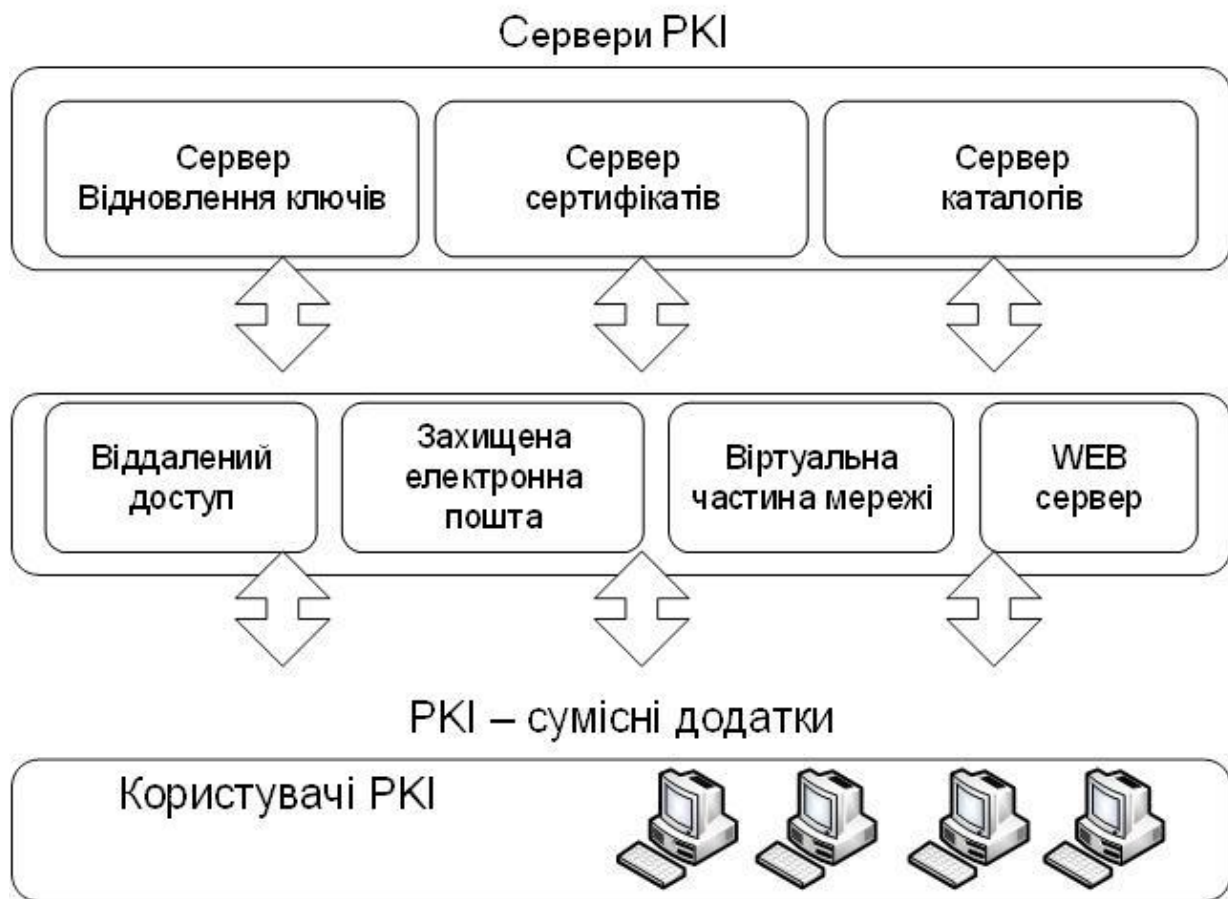 Сервери PKI
Сервер
Відновлення ключів
Сервер
сертифікатів
Сервер
каталогів
Віддалений
доступ
Захищена
електронна
пошта
Віртуальна
частина мережі
WEB
сервер
PKI – сумісні додатки
Користувачі PKI